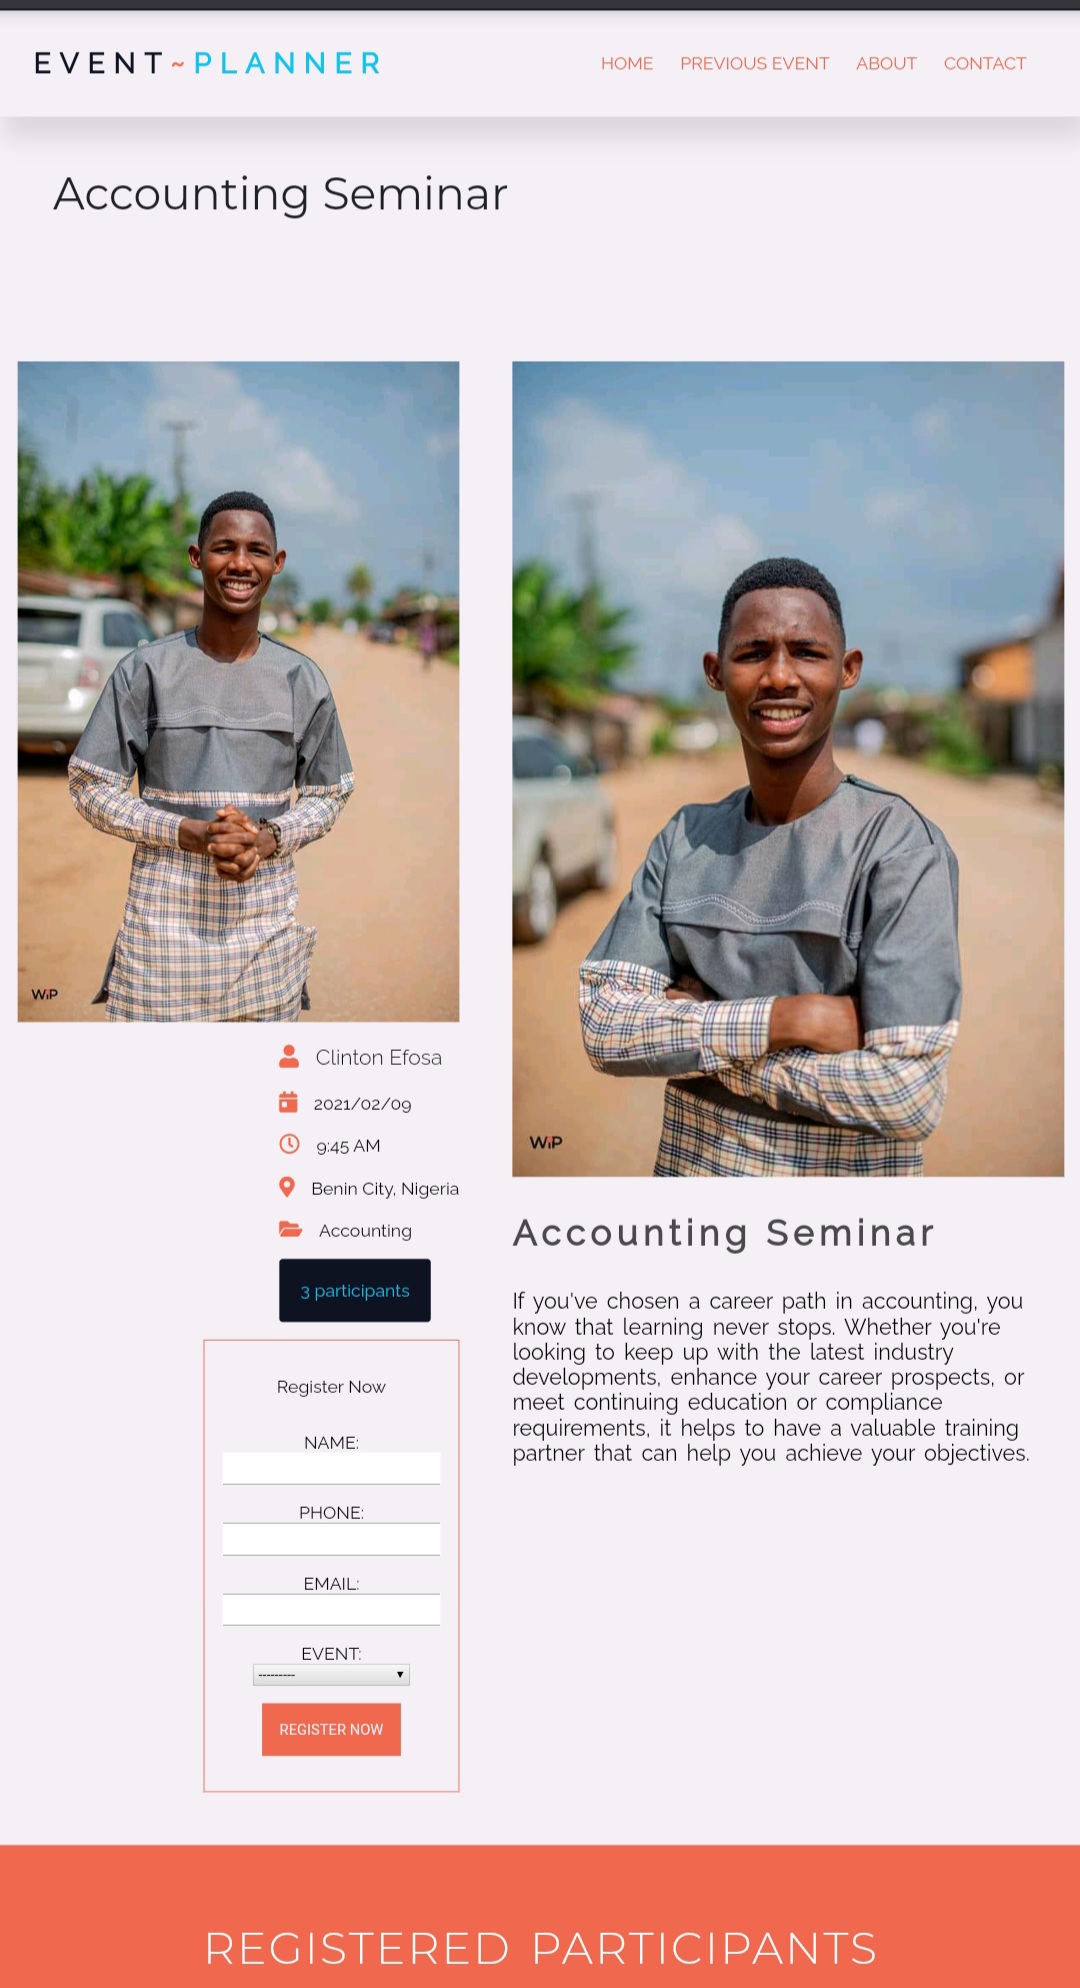 EVENT~PLANNER
HOME PREVIOUS EVENT ABOUT CONTACT
Accounting Seminar
WiP
Clinton Efosa
2021/02/09
9:45 AM
Benin City, Nigeria
Accounting
3 participants
Register Now
NAME:
PHONE:
EMAIL:
EVENT:
---------
REGISTER NOW
WiP
Accounting Seminar
If you've chosen a career path in accounting, you
know that learning never stops. Whether you're
looking to keep up with the latest industry
developments, enhance your career prospects, or
meet continuing education or compliance
requirements, it helps to have a valuable training
partner that can help you achieve your objectives.
REGISTERED PARTICIPANTS